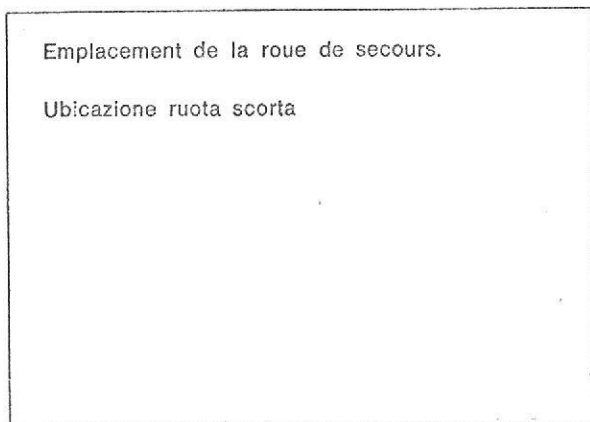 Emplacement de la roue de secours.
Ubicazione ruota scorta